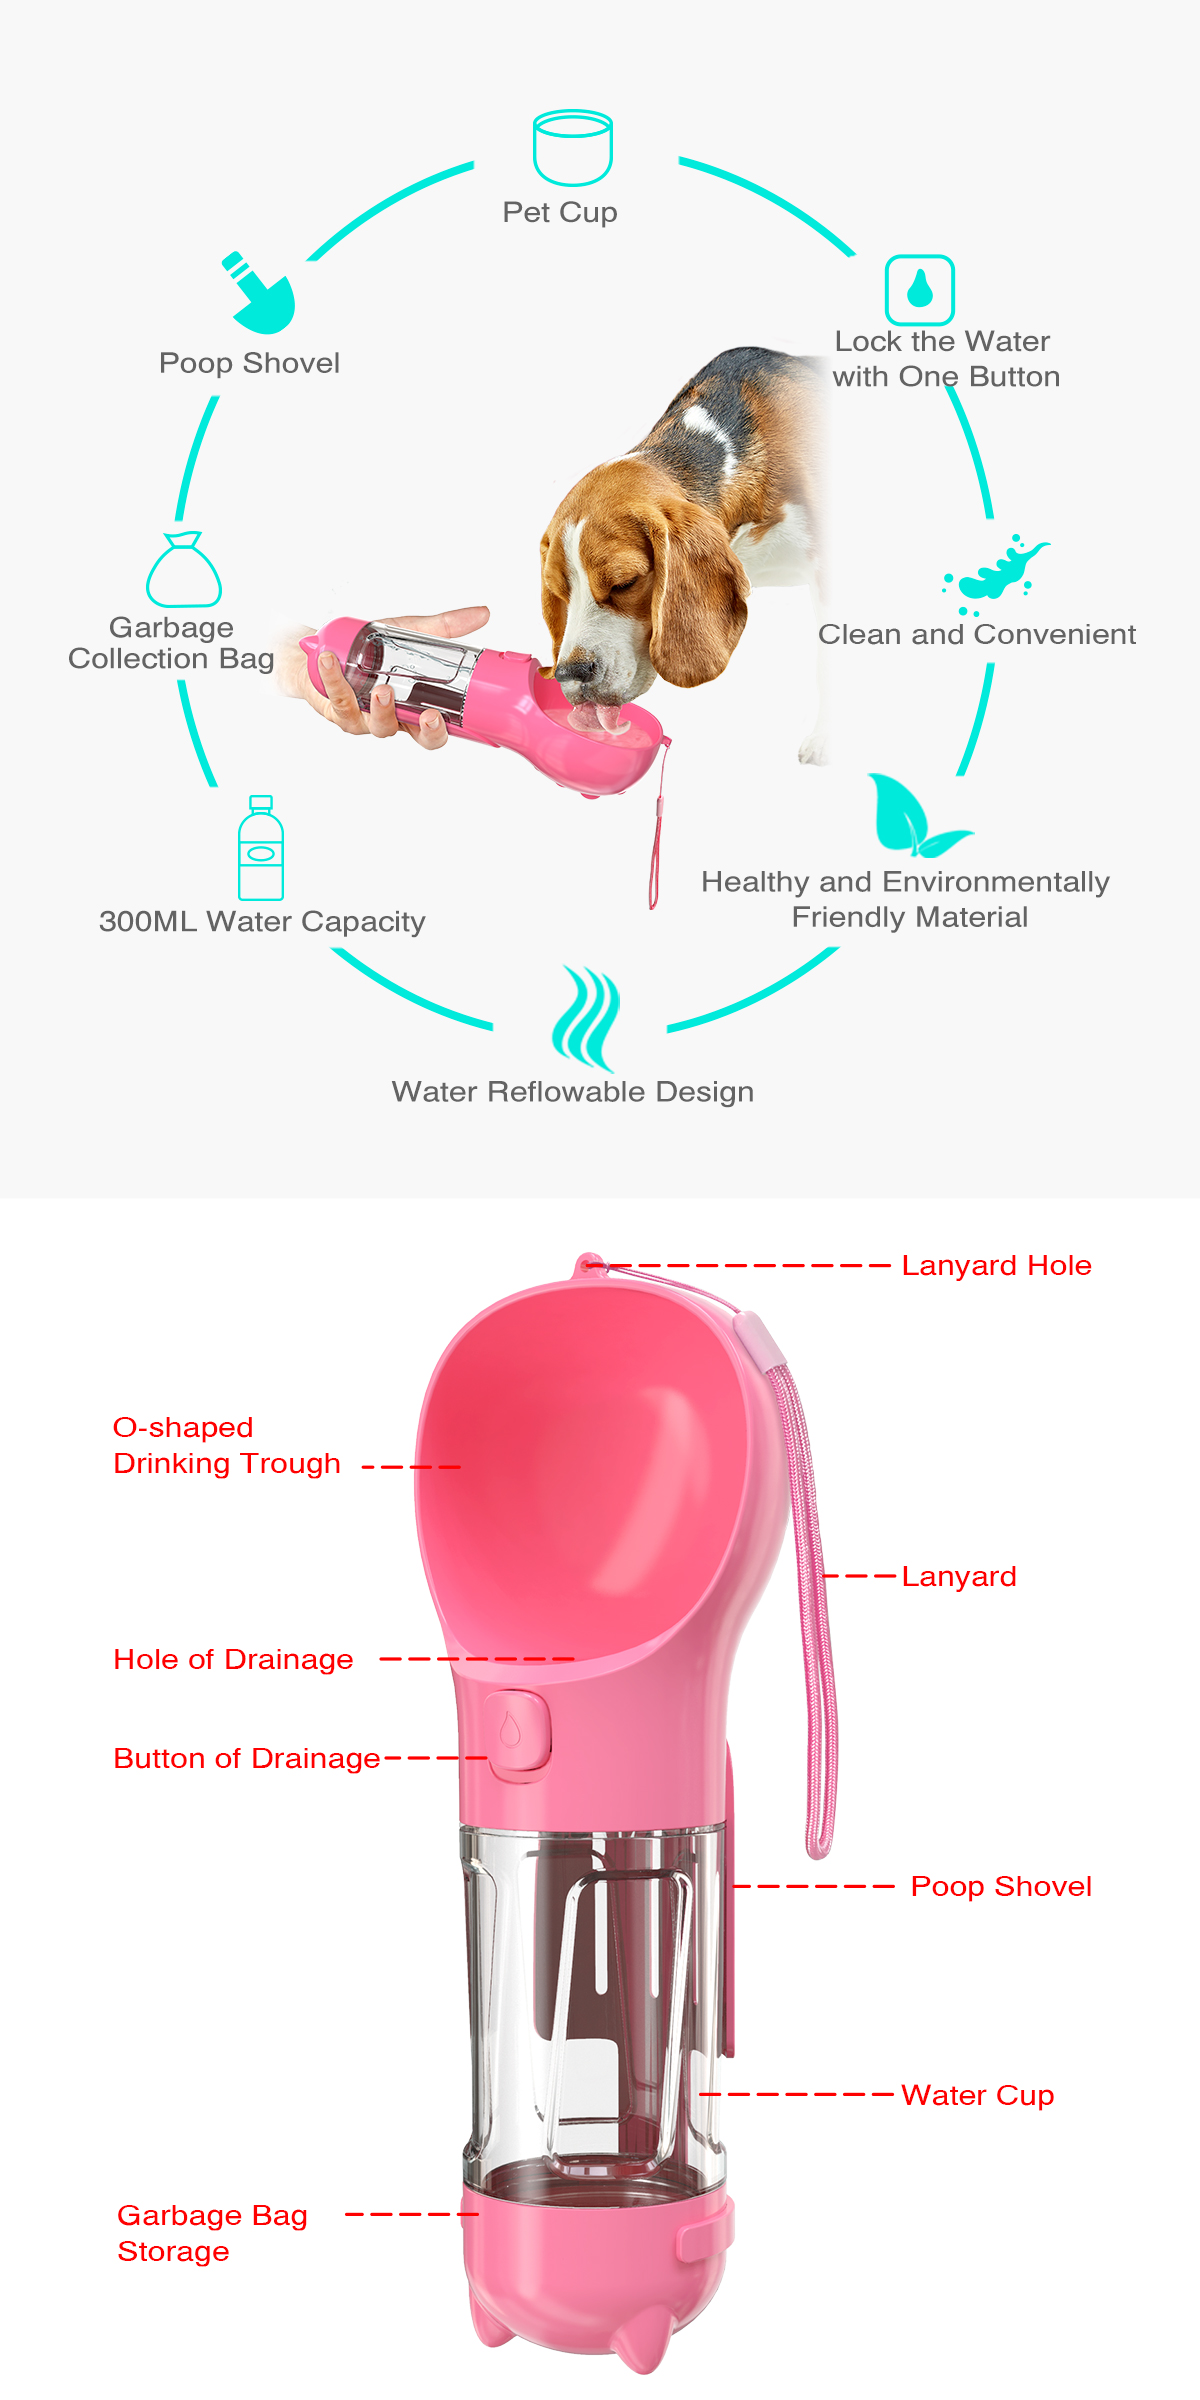 Pet Cup
Lock the Water
with One Button
Poop Shovel
Garbage
Collection Bag
Clean and Convenient
Healthy and Environmentally
Friendly Material
300ML Water Capacity
Water Reflowable Design
Lanyard Hole
O-shaped
Drinking Trough
Lanyard
Hole of Drainage
Button of Drainage
Poop Shovel
Water Cup
Garbage Bag
Storage